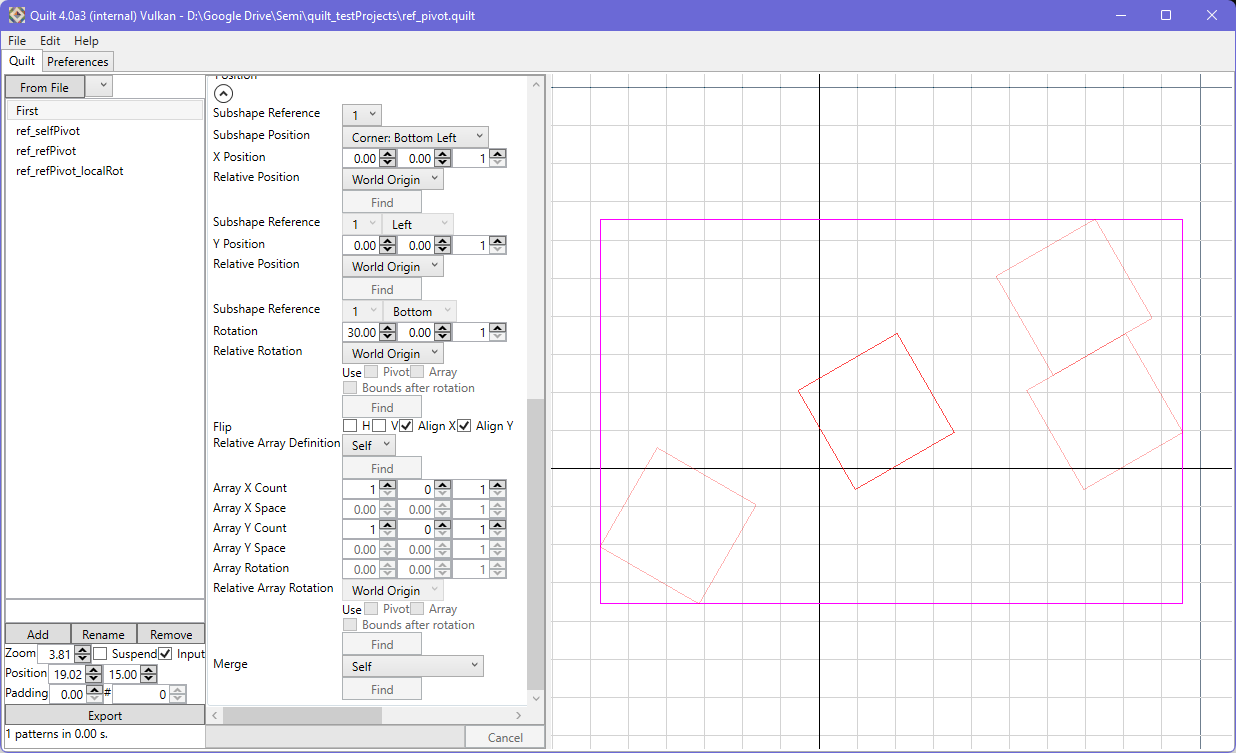 Quilt 4.0a3 (internal) Vulkan - D:\Google Drive\Semi\quilt_testProjects\ref_pivot.quilt
File Edit Help
Quilt Preferences
From File
First
ref_selfPivot
ref_refPivot
ref_refPivot_localRot
Add Rename Remove
Zoom 3.81 Suspend Input
Position 19.02 15.00
Padding 0.00 # 0
Export
1 patterns in 0.00 s.
Position
Subshape Reference 1
Subshape Position Corner: Bottom Left
X Position 0.00 0.00 1
Relative Position World Origin
Find
Subshape Reference 1 Left
Y Position 0.00 0.00 1
Relative Position World Origin
Find
Subshape Reference 1 Bottom
Rotation 30.00 0.00 1
Relative Rotation World Origin
Use Pivot Array
Bounds after rotation
Find
Flip H V Align X Align Y
Relative Array Definition Self
Find
Array X Count 1 0 1
Array X Space 0.00 0.00 1
Array Y Count 1 0 1
Array Y Space 0.00 0.00 1
Array Rotation 0.00 0.00 1
Relative Array Rotation World Origin
Use Pivot Array
Bounds after rotation
Find
Merge Self
Find
Cancel